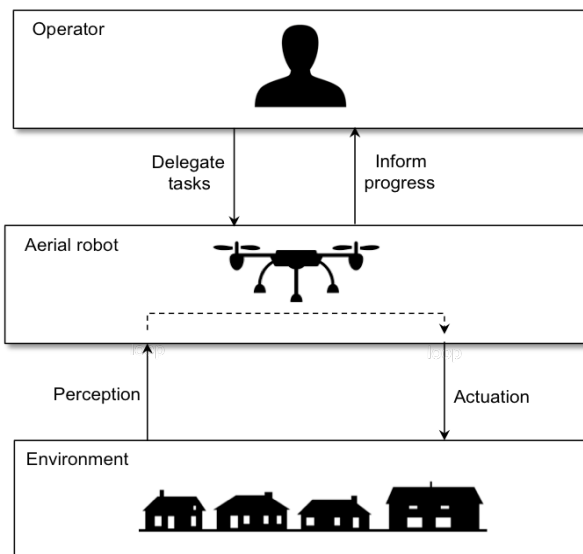 Operator
Delegate
tasks
Inform
progress
Aerial robot
Perception
Actuation
Environment